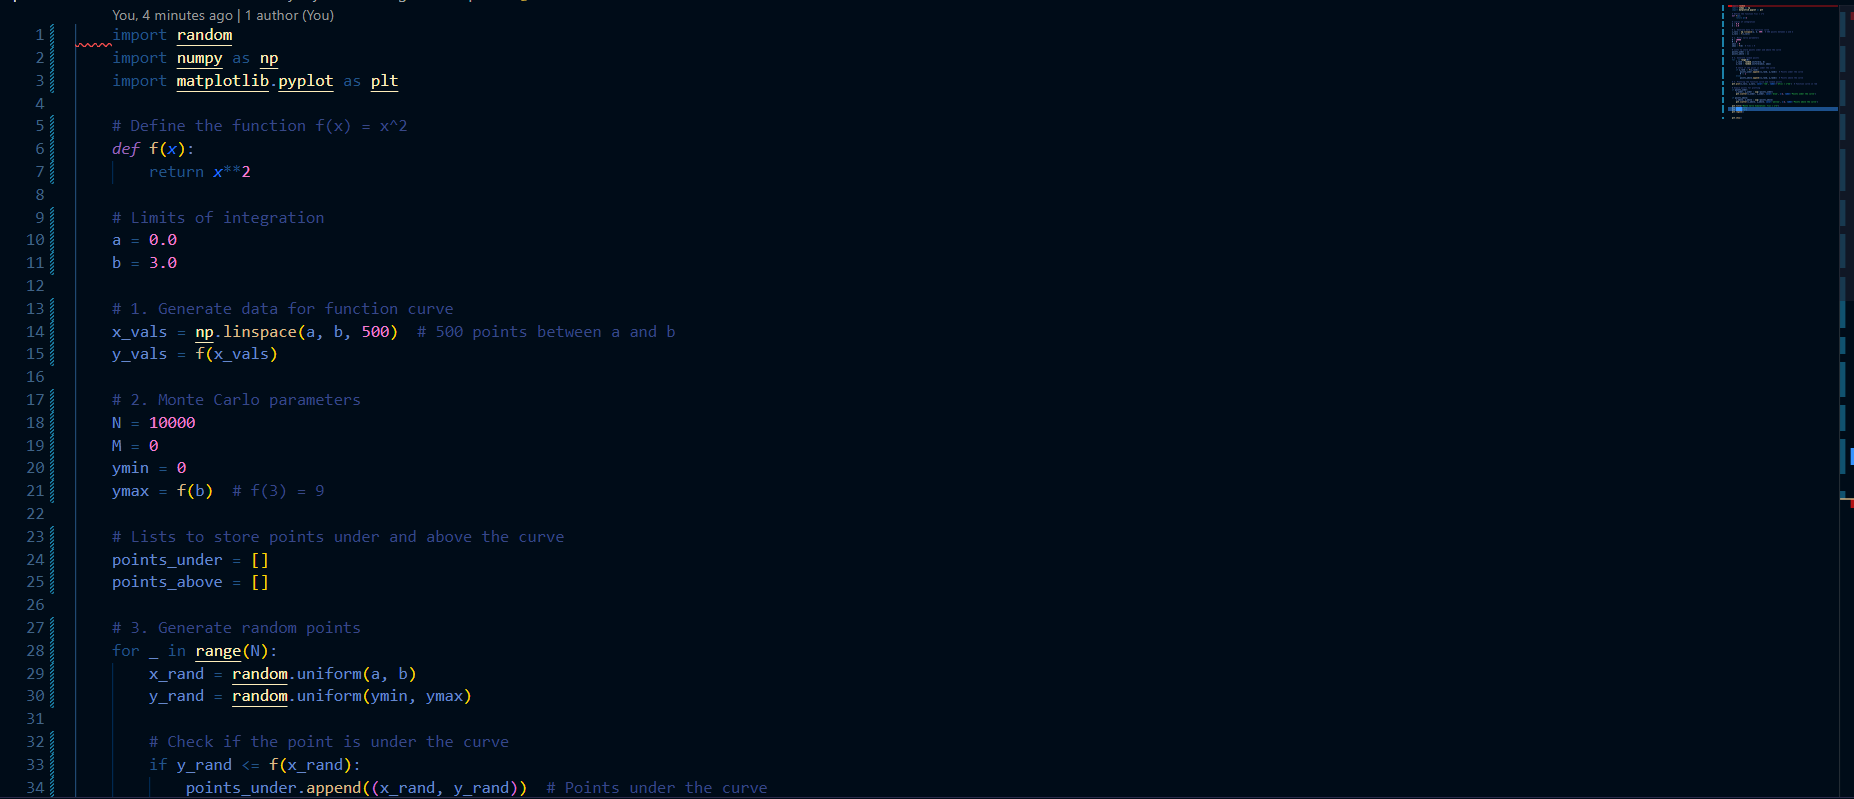 You, 4 minutes ago | 1 author (You)
1 import random
2 import numpy as np
3 import matplotlib.pyplot as plt
4
5 # Define the function f(x) = x^2
6 def f(x):
7 return x**2
8
9 # Limits of integration
10 a = 0.0
11 b = 3.0
12
13 # 1. Generate data for function curve
14 x_vals = np.linspace(a, b, 500)  # 500 points between a and b
15 y_vals = f(x_vals)
16
17 # 2. Monte Carlo parameters
18 N = 10000
19 M = 0
20 ymin = 0
21 ymax = f(b)  # f(3) = 9
22
23 # Lists to store points under and above the curve
24 points_under = []
25 points_above = []
26
27 # 3. Generate random points
28 for _ in range(N):
29 x_rand = random.uniform(a, b)
30 y_rand = random.uniform(ymin, ymax)
31
32 # Check if the point is under the curve
33 if y_rand <= f(x_rand):
34 points_under.append((x_rand, y_rand))  # Points under the curve